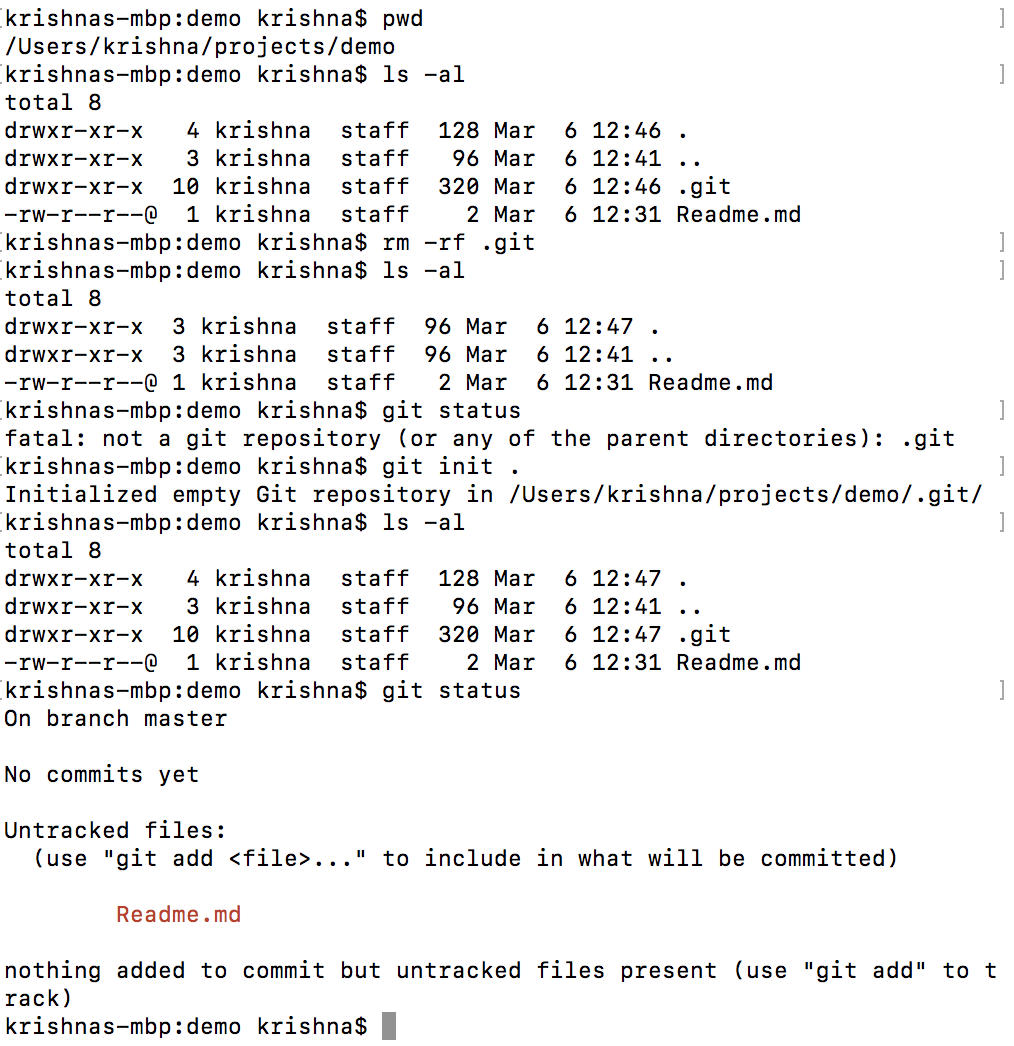 [krishnas-mbp:demo krishna$ pwd ]
/Users/krishna/projects/demo
[krishnas-mbp:demo krishna$ ls -al ]
total 8
drwxr-xr-x   4 krishna  staff  128 Mar  6 12:46 .
drwxr-xr-x   3 krishna  staff   96 Mar  6 12:41 ..
drwxr-xr-x  10 krishna  staff  320 Mar  6 12:46 .git
-rw-r--r--@  1 krishna  staff    2 Mar  6 12:31 Readme.md
[krishnas-mbp:demo krishna$ rm -rf .git ]
[krishnas-mbp:demo krishna$ ls -al ]
total 8
drwxr-xr-x  3 krishna  staff  96 Mar  6 12:47 .
drwxr-xr-x  3 krishna  staff  96 Mar  6 12:41 ..
-rw-r--r--@ 1 krishna  staff   2 Mar  6 12:31 Readme.md
[krishnas-mbp:demo krishna$ git status ]
fatal: not a git repository (or any of the parent directories): .git
[krishnas-mbp:demo krishna$ git init . ]
Initialized empty Git repository in /Users/krishna/projects/demo/.git/
[krishnas-mbp:demo krishna$ ls -al ]
total 8
drwxr-xr-x   4 krishna  staff  128 Mar  6 12:47 .
drwxr-xr-x   3 krishna  staff   96 Mar  6 12:41 ..
drwxr-xr-x  10 krishna  staff  320 Mar  6 12:47 .git
-rw-r--r--@  1 krishna  staff    2 Mar  6 12:31 Readme.md
[krishnas-mbp:demo krishna$ git status ]
On branch master
No commits yet
Untracked files:
  (use "git add <file>..." to include in what will be committed)
        Readme.md
nothing added to commit but untracked files present (use "git add" to t
rack)
krishnas-mbp:demo krishna$